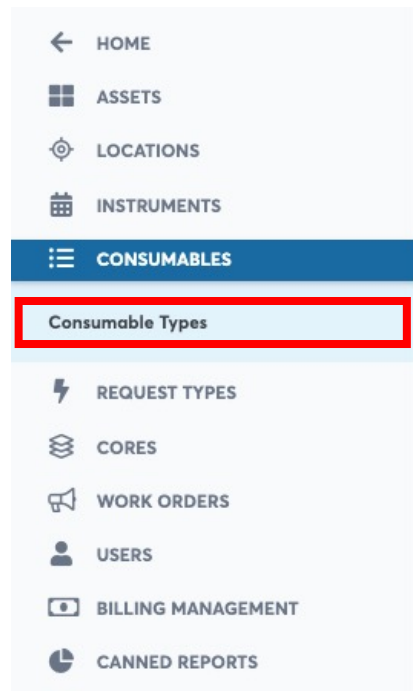 HOME
ASSETS
LOCATIONS
INSTRUMENTS
CONSUMABLES
Consumable Types
REQUEST TYPES
CORES
WORK ORDERS
USERS
BILLING MANAGEMENT
CANNED REPORTS